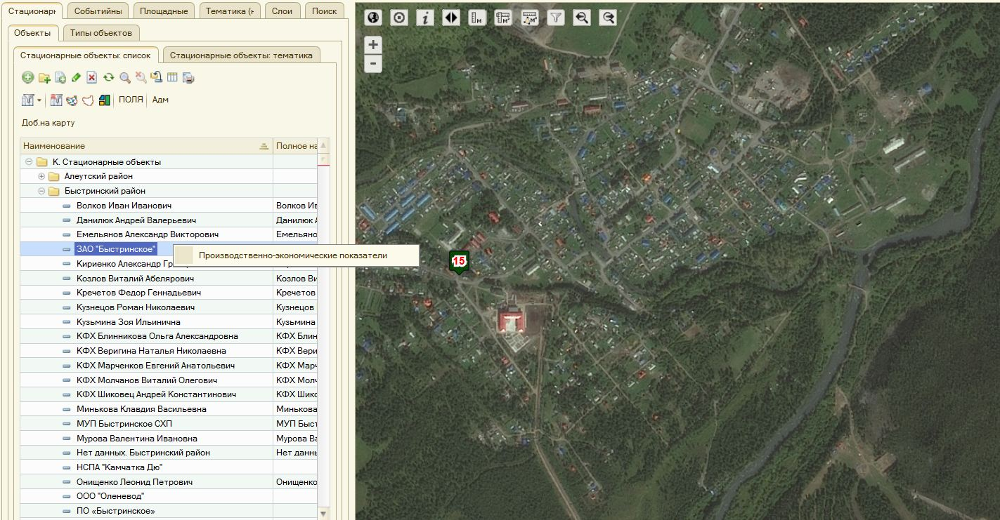 Стационарн Событийны Площадные Тематика (н Слои Поиск
Объекты Типы объектов
Стационарные объекты: список Стационарные объекты: тематика
ПОЛЯ Адм
Доб.на карту
Наименование Полное на
К. Стационарные объекты
Алеутский район
Быстринский район
Волков Иван Иванович Волков Ив
Данилюк Андрей Валерьевич Данилюк А
Емельянов Александр Викторович Емельяно
ЗАО "Быстринское"
Производственно-экономические показатели
Кириенко Александр Гр
Козлов Виталий Абелярович Козлов Ви
Кречетов Федор Геннадьевич Кречетов
Кузнецов Роман Николаевич Кузнецов
Кузьмина Зоя Ильинична Кузьмина
КФХ Блинникова Ольга Александровна КФХ Блин
КФХ Веригина Наталья Николаевна КФХ Вери
КФХ Марченков Евгений Анатольевич КФХ Марч
КФХ Молчанов Виталий Олегович КФХ Молч
КФХ Шиковец Андрей Константинович КФХ Шико
Минькова Клавдия Васильевна Минькова
МУП Быстринское СХП МУП Быст
Мурова Валентина Ивановна Мурова Ва
Нет данных. Быстринский район Нет данн
НСПА "Камчатка Дю"
Онищенко Леонид Петрович Онищенко
ООО "Оленевод"
ПО «Быстринское»
i м м² м²
+
-
15